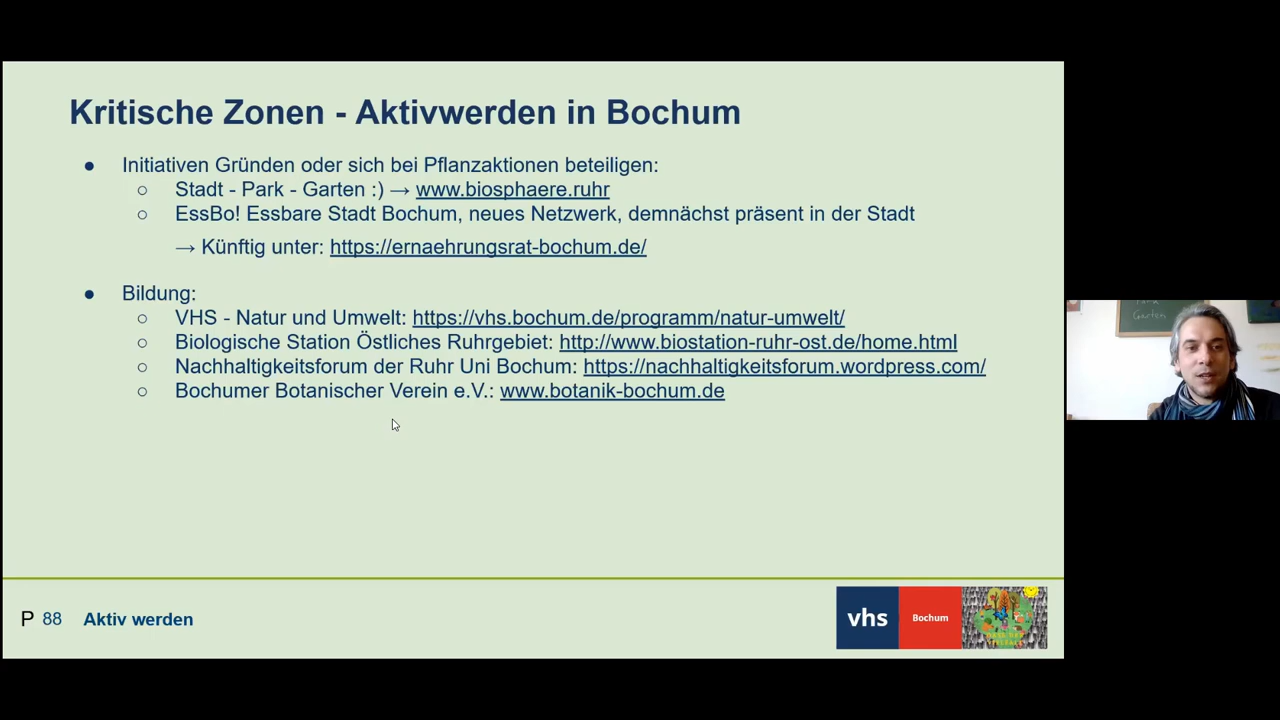 Kritische Zonen - Aktivwerden in Bochum
● Initiativen Gründen oder sich bei Pflanzaktionen beteiligen:
○ Stadt - Park - Garten :) → www.biosphaere.ruhr
○ EssBo! Essbare Stadt Bochum, neues Netzwerk, demnächst präsent in der Stadt
→ Künftig unter: https://ernaehrungsrat-bochum.de/
● Bildung:
○ VHS - Natur und Umwelt: https://vhs.bochum.de/programm/natur-umwelt/
○ Biologische Station Östliches Ruhrgebiet: http://www.biostation-ruhr-ost.de/home.html
○ Nachhaltigkeitsforum der Ruhr Uni Bochum: https://nachhaltigkeitsforum.wordpress.com/
○ Bochumer Botanischer Verein e.V.: www.botanik-bochum.de
Garten
P 88 Aktiv werden
vhs Bochum